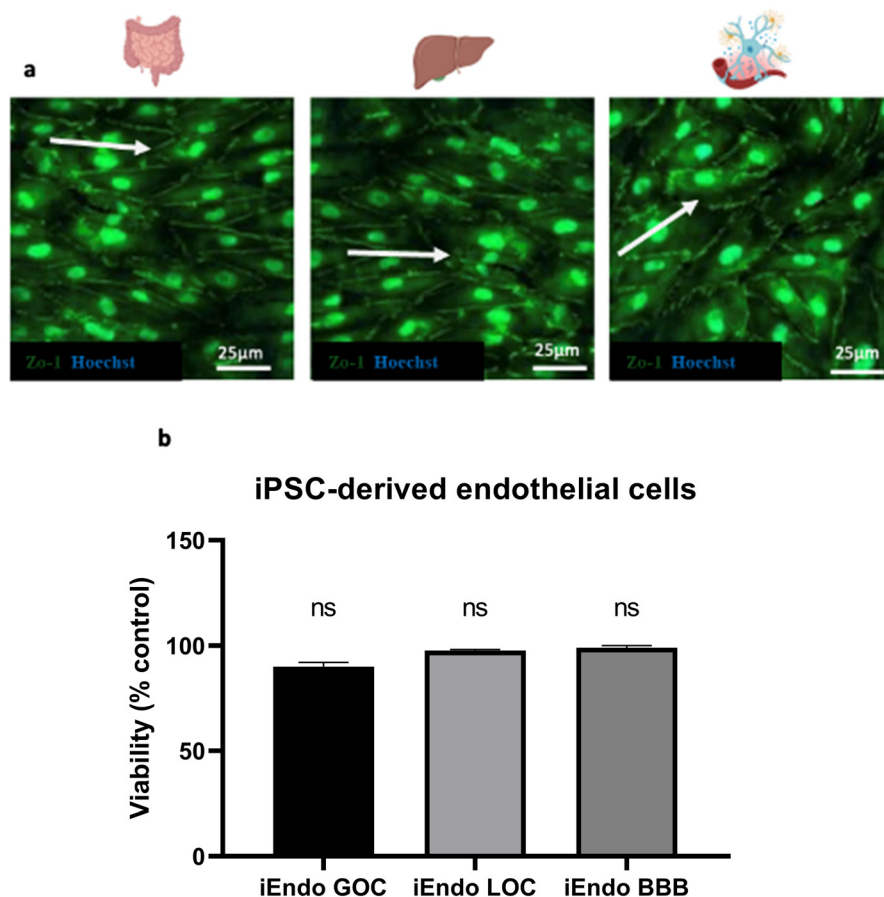 a
Zo-1 Hoechst 25µm
Zo-1 Hoechst 25µm
Zo-1 Hoechst 25µm
b
iPSC-derived endothelial cells
Viability (% control)
150
100
50
0
ns ns ns
iEndo GOC iEndo LOC iEndo BBB